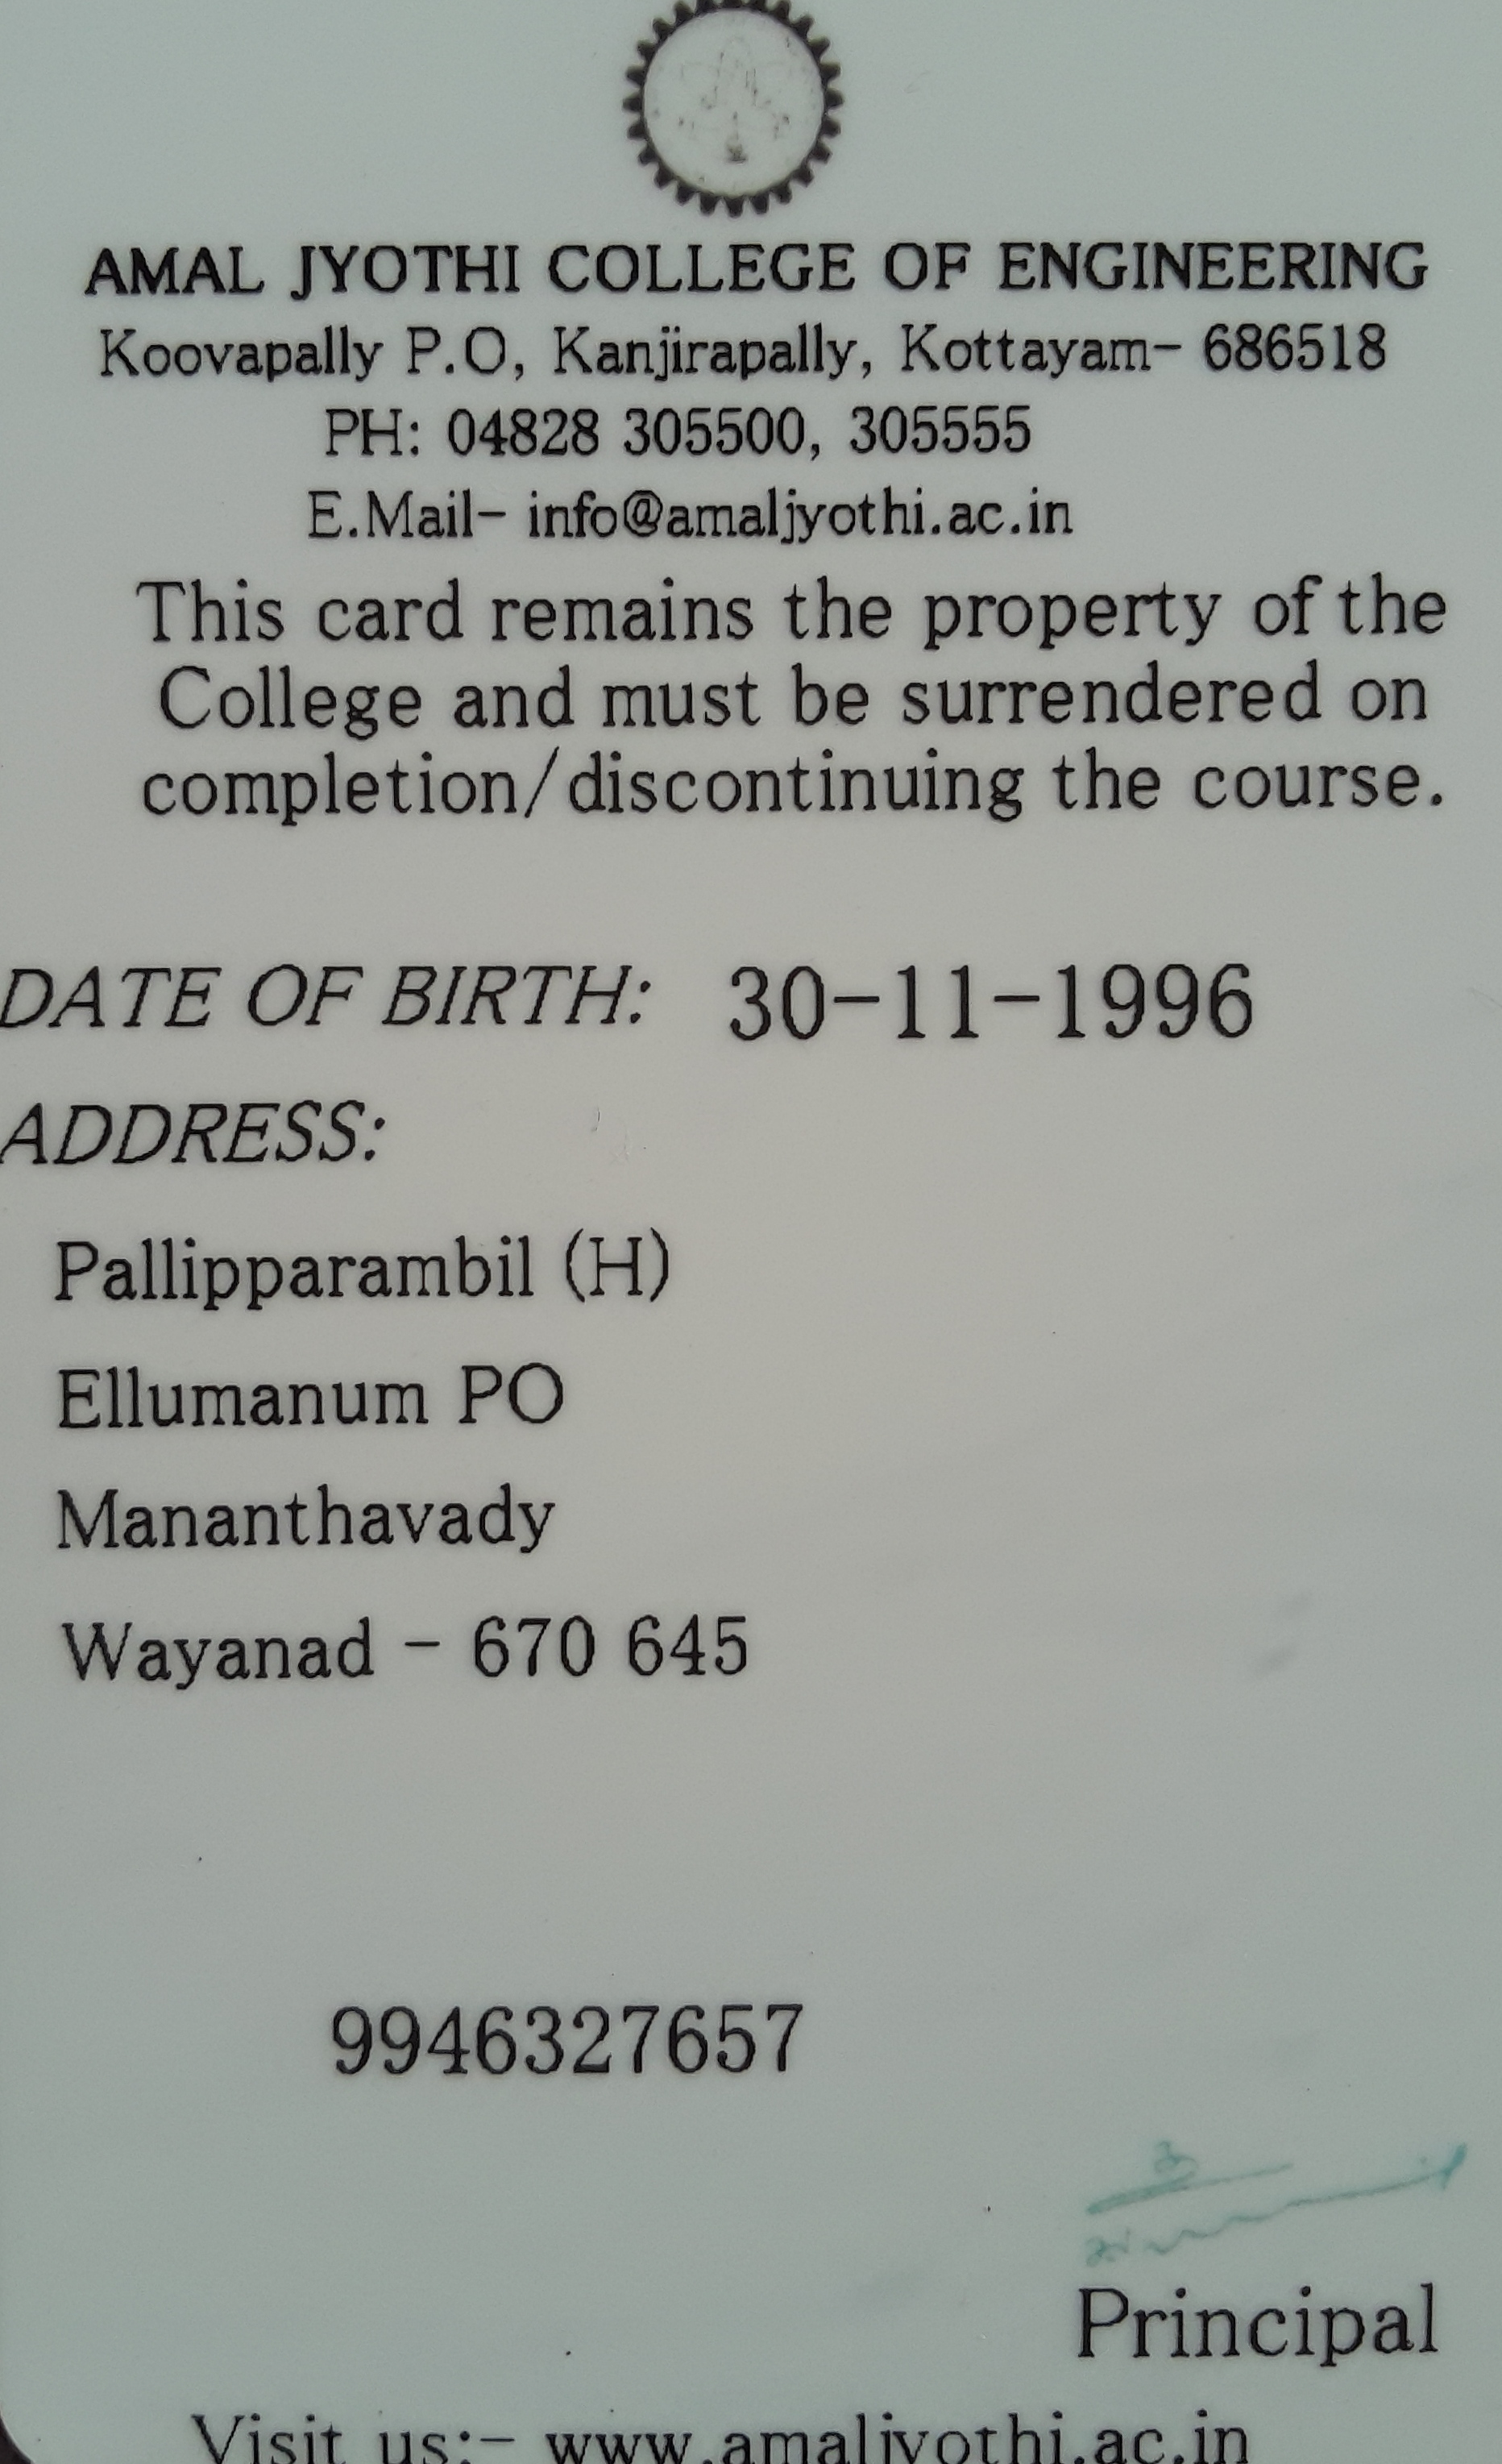 AMAL JYOTHI COLLEGE OF ENGINEERING
Koovapally P.O, Kanjirapally, Kottayam- 686518
PH: 04828 305500, 305555
E.Mail- info@amaljyothi.ac.in
This card remains the property of the
College and must be surrendered on
completion/discontinuing the course.
DATE OF BIRTH: 30-11-1996
ADDRESS:
Pallipparambil (H)
Ellumanum PO
Mananthavady
Wayanad - 670 645
9946327657
Principal
Visit us:- www.amaljyothi.ac.in